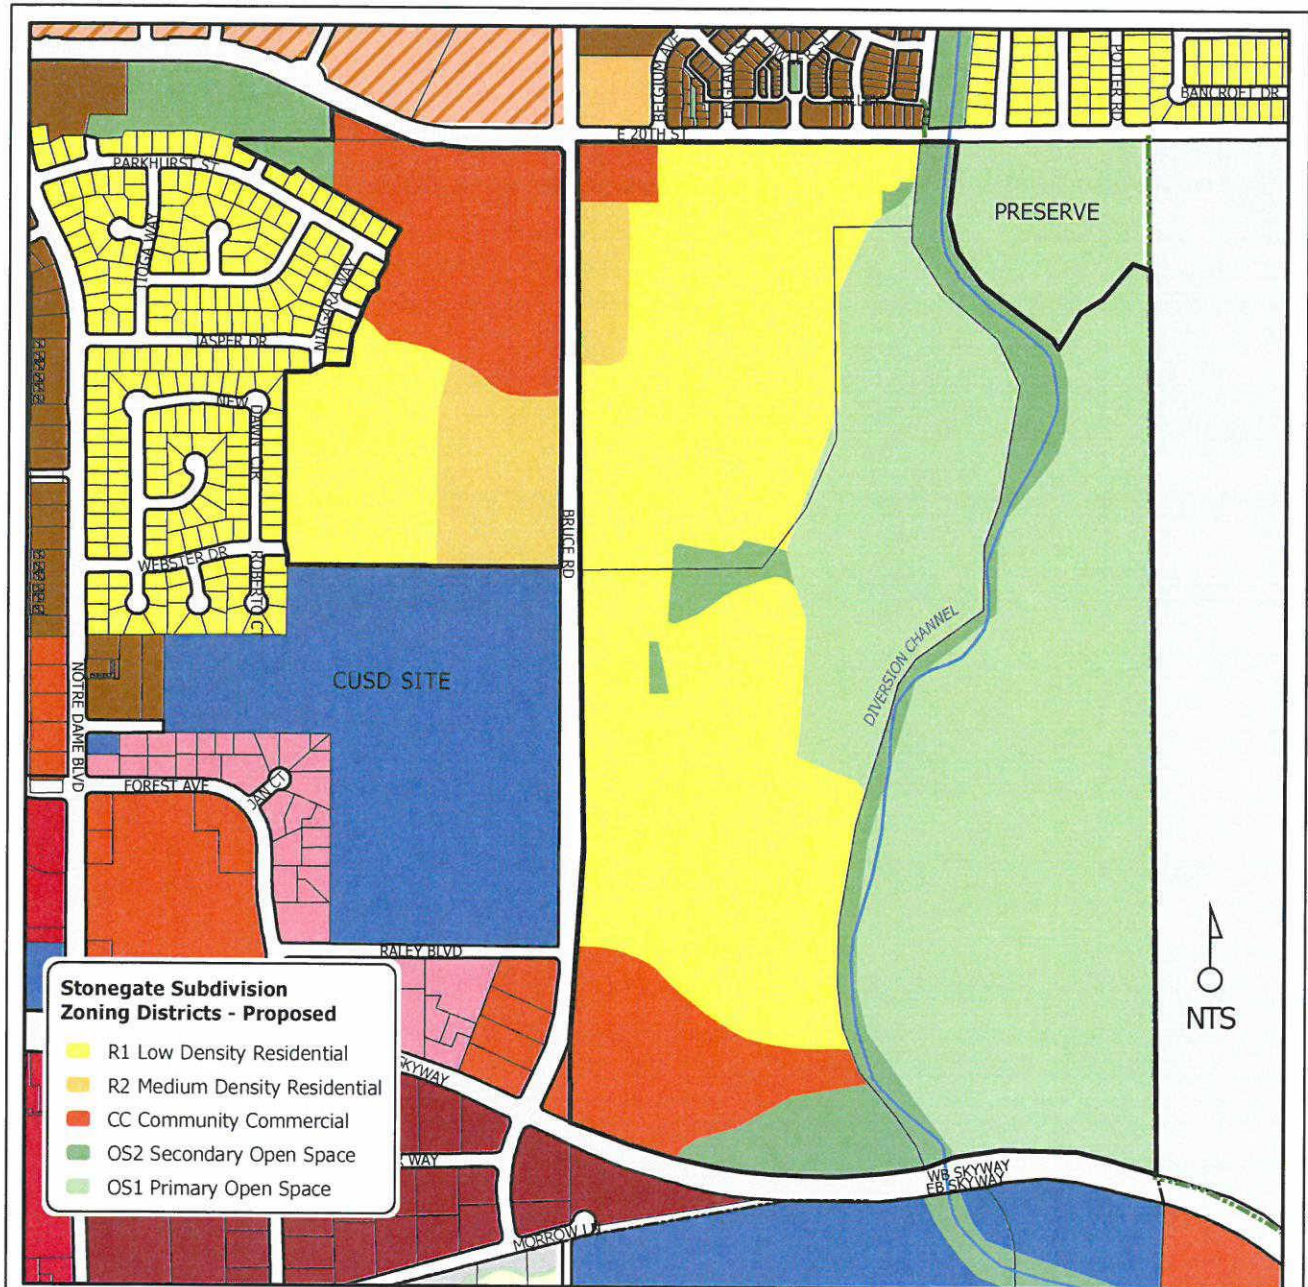 BELGIUM AVE
POTTER RD
BANCROFT DR
E 20TH ST
PARKHURST ST
PRESERVE
NIAGARA WAY
JASPER DR
NEW
DAWN CIR
BRUCE RD
WEBSTER DR
ROBERTO CT
DIVERSION CHANNEL
CUSD SITE
NOTRE DAME BLVD
FOREST AVE
JAN CT
RALEY BLVD
NTS
Stonegate Subdivision
Zoning Districts - Proposed
R1 Low Density Residential
R2 Medium Density Residential
CC Community Commercial
OS2 Secondary Open Space
OS1 Primary Open Space
SKYWAY
WAY
WB SKYWAY
EB SKYWAY
MORROW LN